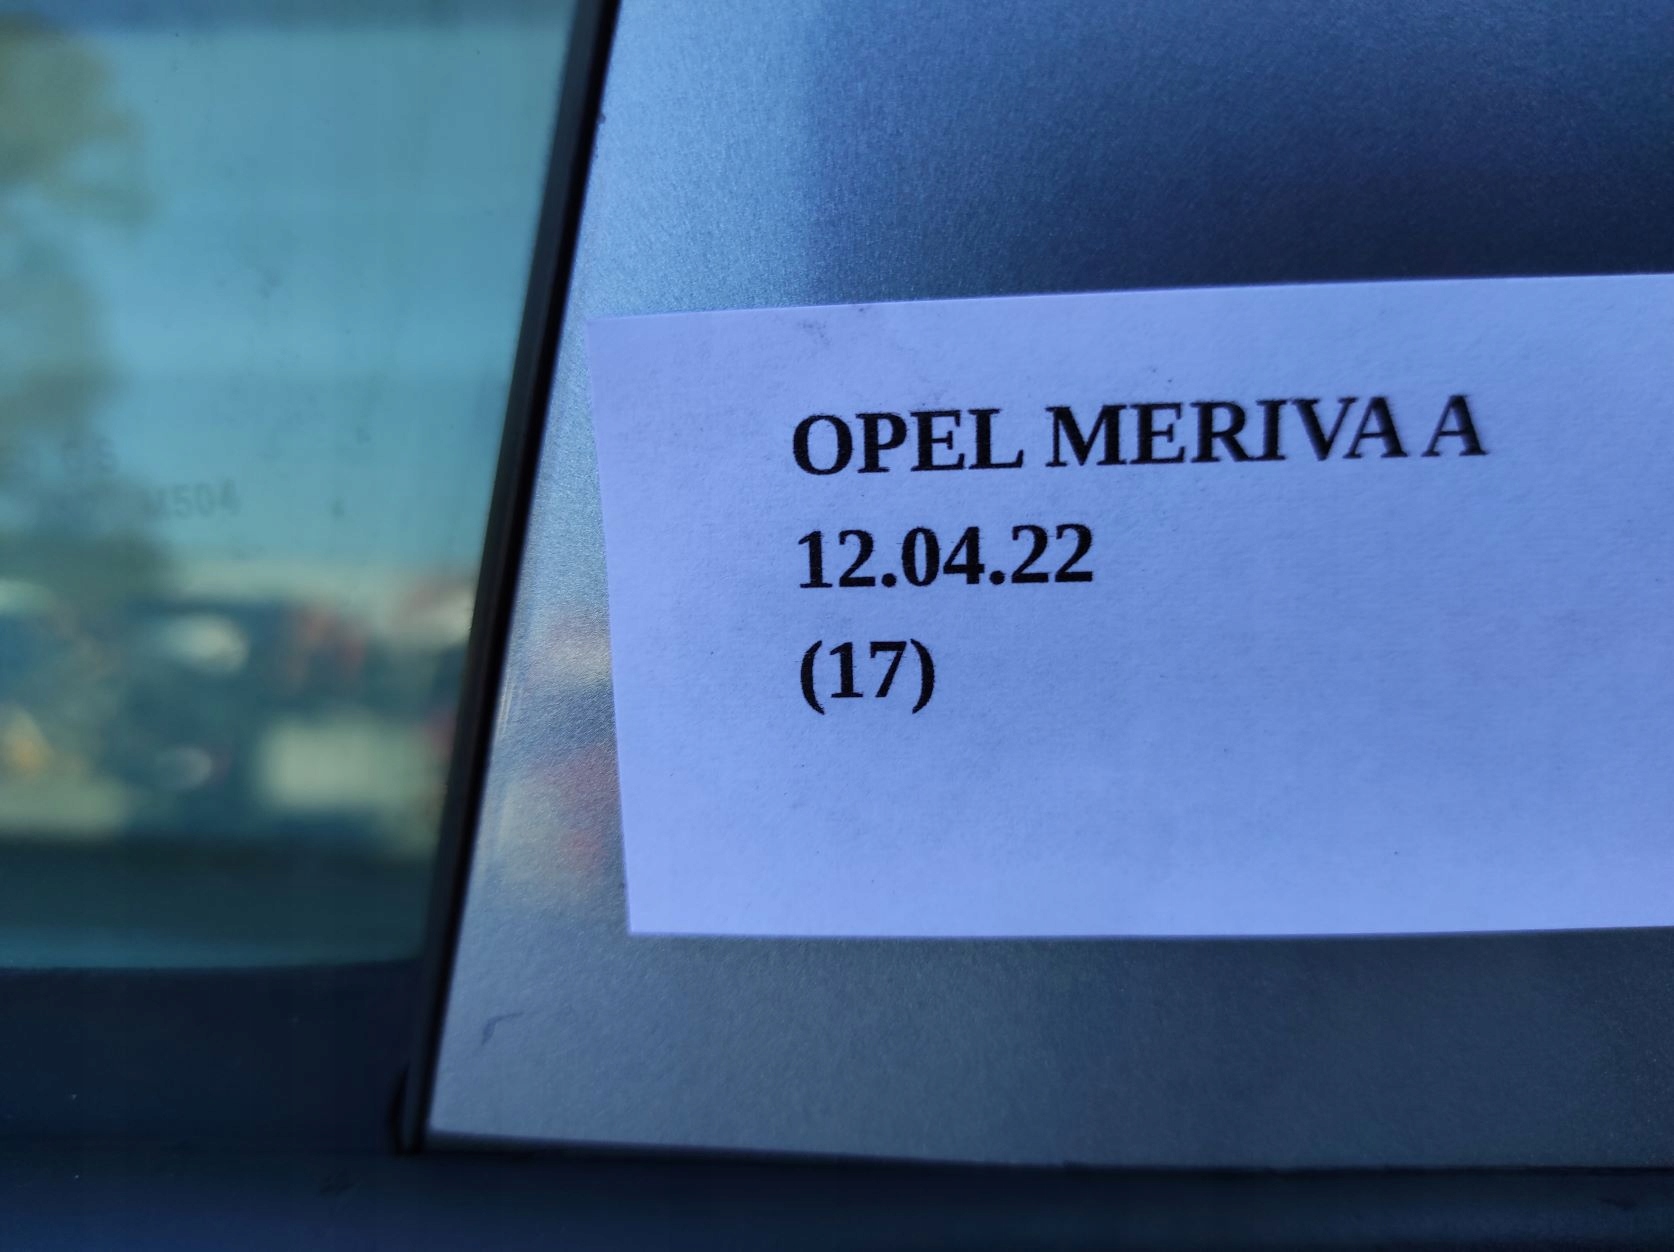 OPEL MERIVA A
12.04.22
(17)